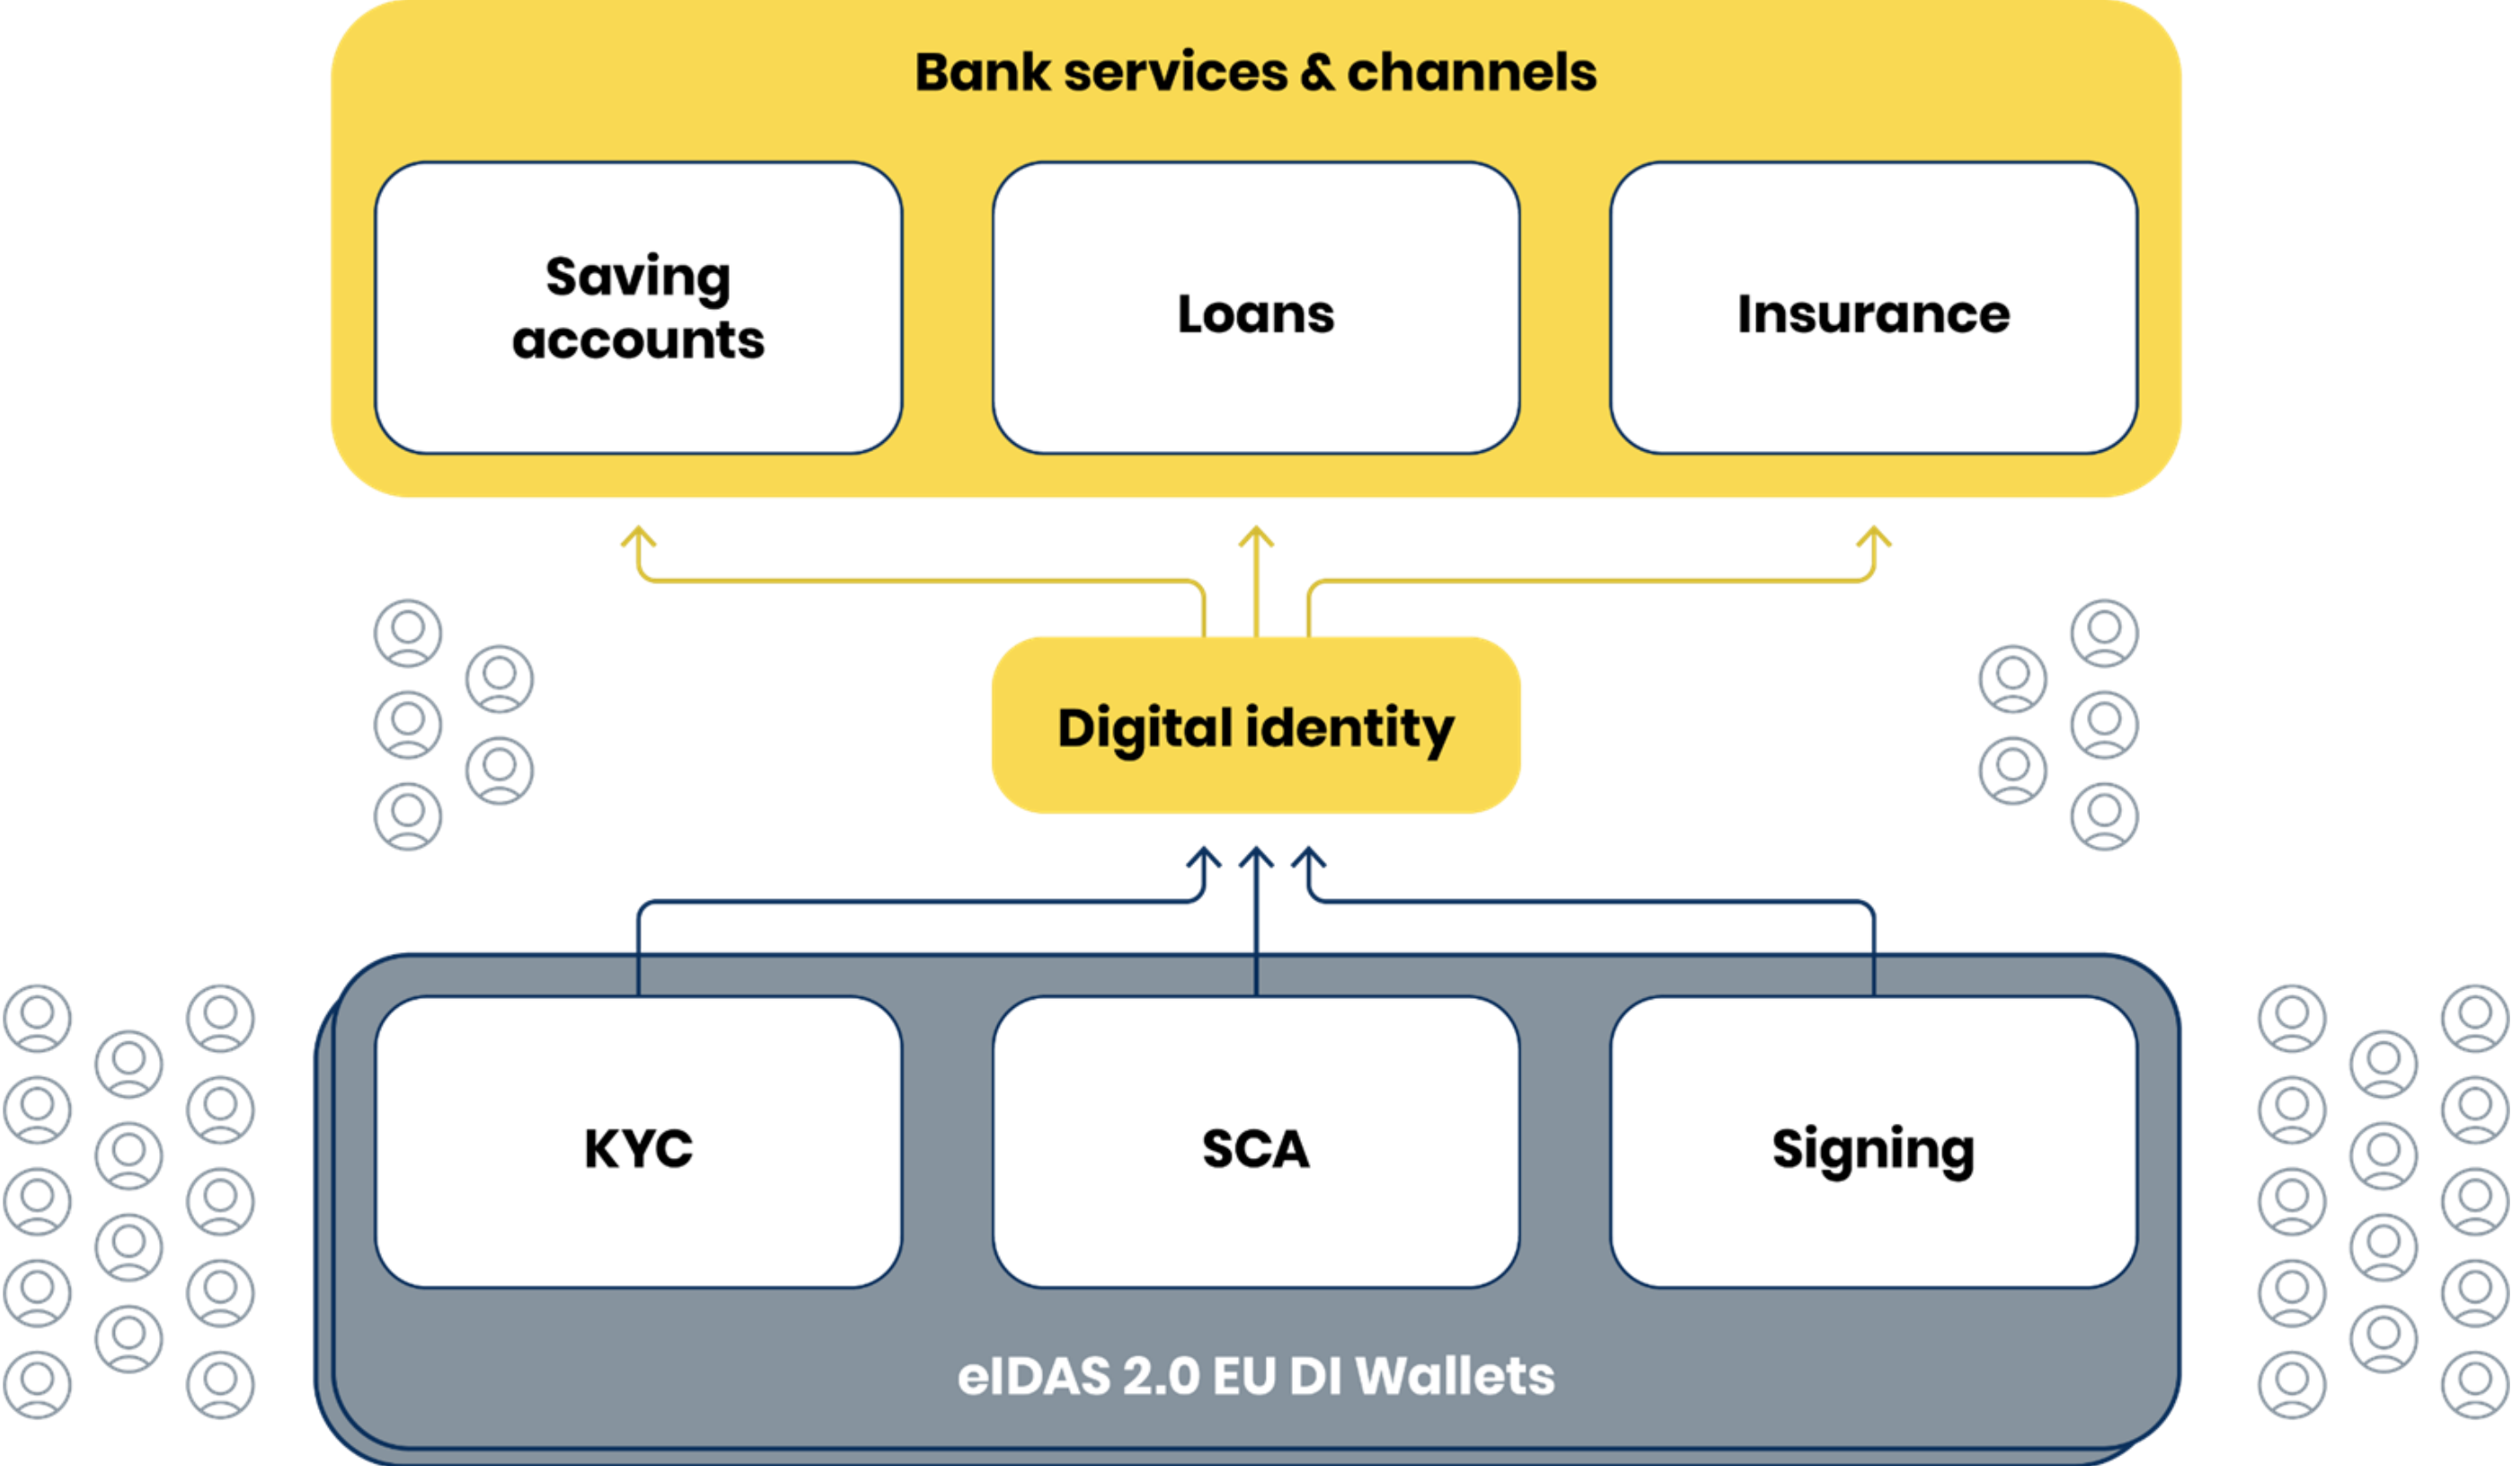 Bank services & channels
Saving
accounts
Loans
Insurance
Digital identity
KYC
SCA
Signing
eIDAS 2.0 EU DI Wallets